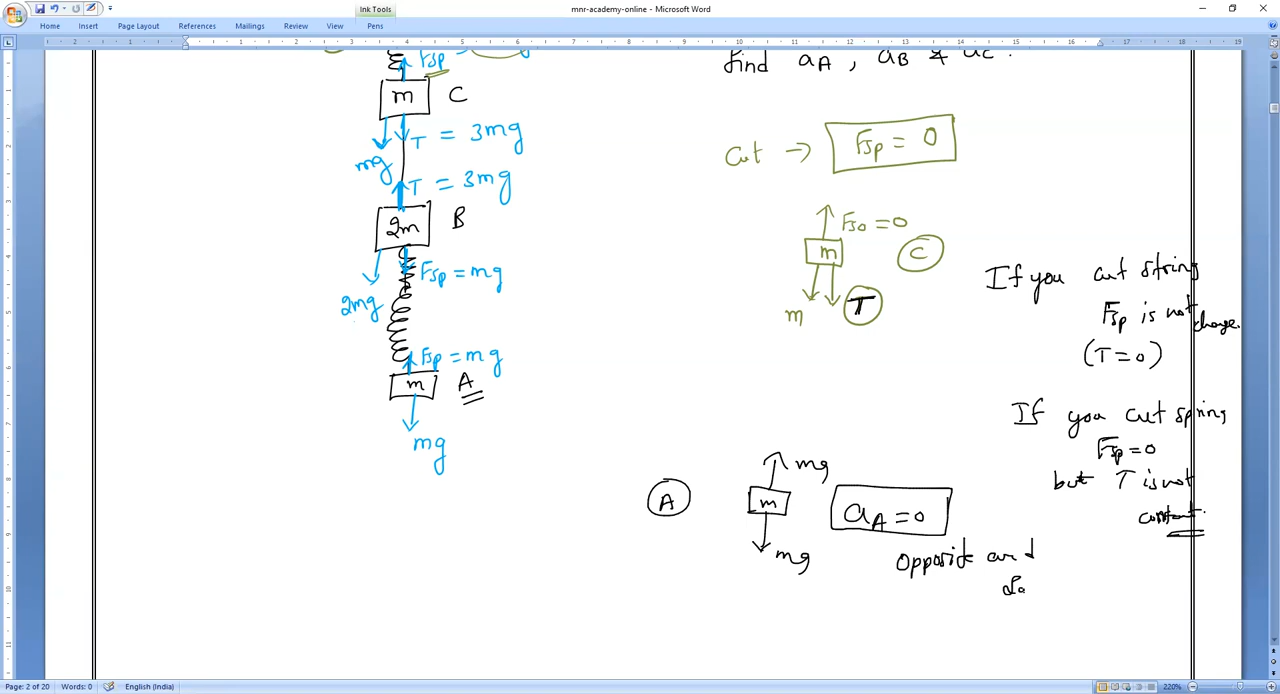 Ink Tools
mnr-academy-online - Microsoft Word
Home Insert Page Layout References Mailings Review View Pens
find aA, aB & aC.
Fsp =
m C
T = 3mg
mg
T = 3mg
2m B
Fsp = mg
2mg
Fsp = mg
m A
mg
Cut → Fsp = 0
Fs0 = 0
m C
m T
If you cut string
Fsp is not change.
(T = 0)
If you cut spring
Fsp = 0
but T is not
constant.
A
mg
m aA = 0
mg
opposite and
Page: 2 of 20 Words: 0 English (India) 220%